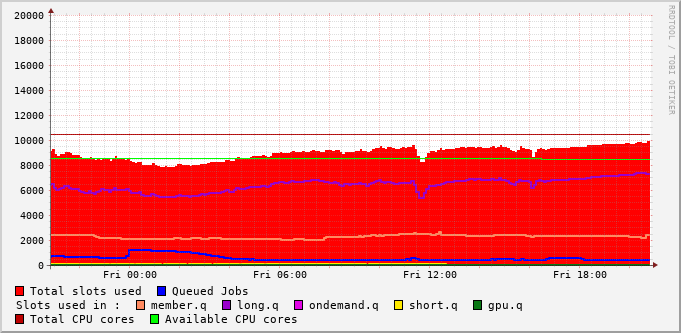 20000
18000
16000
14000
12000
10000
8000
6000
4000
2000
0
Fri 00:00 Fri 06:00 Fri 12:00 Fri 18:00
RRDTOOL / TOBI OETIKER
Total slots used Queued Jobs
Slots used in : member.q long.q ondemand.q short.q gpu.q
Total CPU cores Available CPU cores